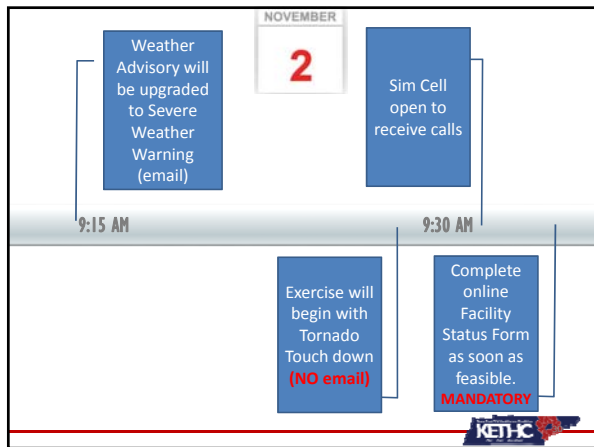 NOVEMBER
2
Weather
Advisory will
be upgraded
to Severe
Weather
Warning
(email)
Sim Cell
open to
receive calls
9:15 AM
9:30 AM
Exercise will
begin with
Tornado
Touch down
(NO email)
Complete
online
Facility
Status Form
as soon as
feasible.
MANDATORY
KETHC